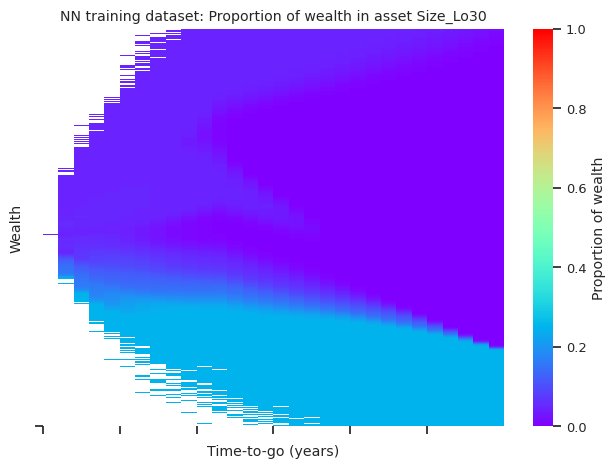 NN training dataset: Proportion of wealth in asset Size_Lo30
1.0
0.8
0.6
0.4
0.2
0.0
Proportion of wealth
Wealth
Time-to-go (years)